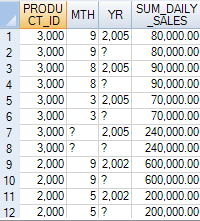 PRODUCT_ID MTH YR SUM_DAILY_SALES
1 3,000 9 2,005 80,000.00
2 3,000 9 ? 80,000.00
3 3,000 8 2,005 90,000.00
4 3,000 8 ? 90,000.00
5 3,000 3 2,005 70,000.00
6 3,000 3 ? 70,000.00
7 3,000 ? 2,005 240,000.00
8 3,000 ? ? 240,000.00
9 2,000 9 2,002 600,000.00
10 2,000 9 ? 600,000.00
11 2,000 5 2,002 200,000.00
12 2,000 5 ? 200,000.00